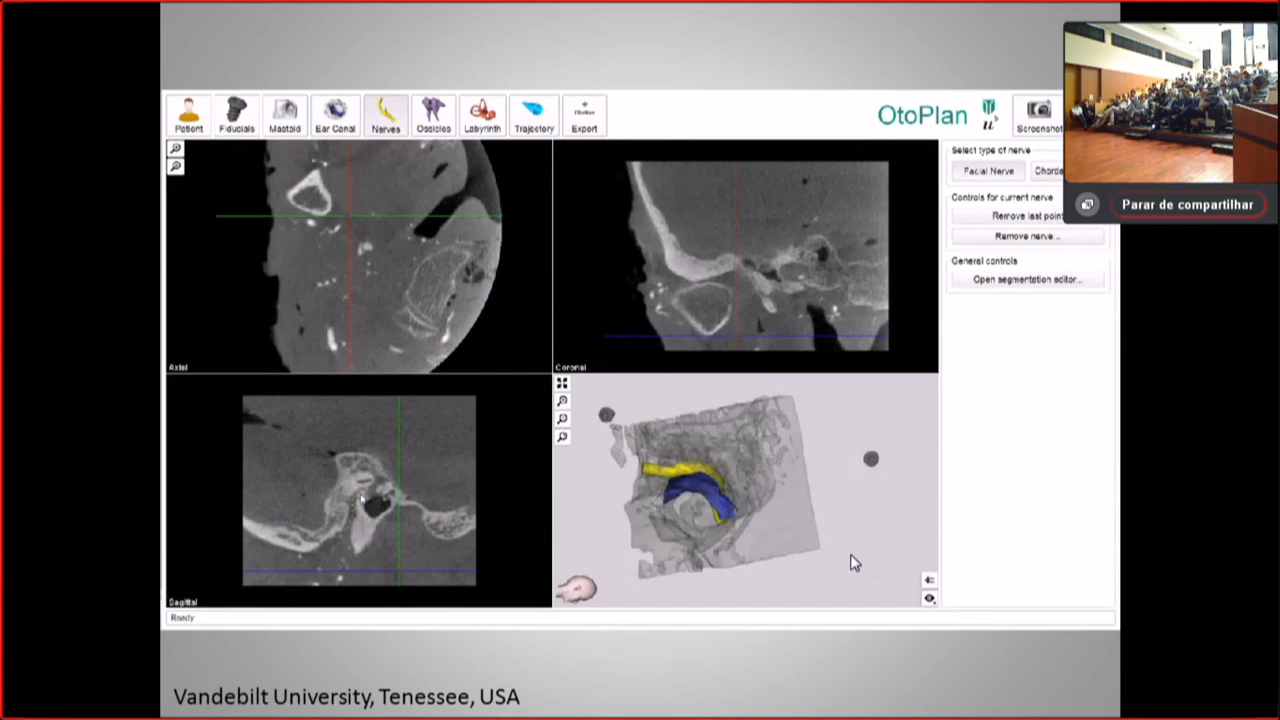 Patient
Fiducials
Mastoid
Ear Canal
Nerves
Ossicles
Labyrinth
Trajectory
Export
OtoPlan
Screenshot
Select type of nerve
Facial Nerve
Chorda
Controls for current nerve
Remove last point
Remove nerve...
General controls
Open segmentation editor...
Parar de compartilhar
Axial
Coronal
Sagittal
Ready
Vandebilt University, Tenessee, USA